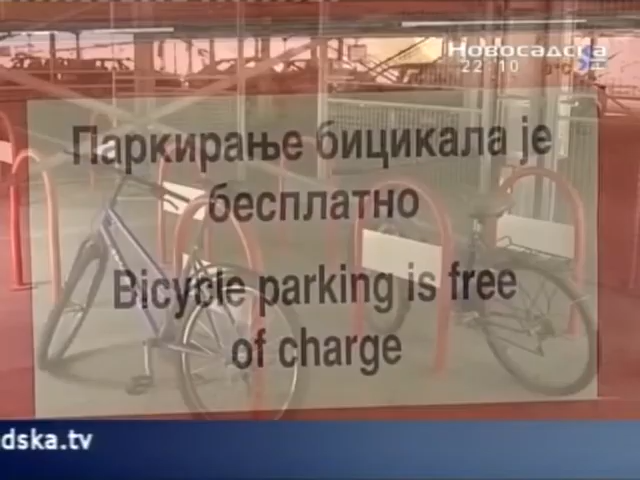 Новосадска
22 10
Паркирање бицикала је
бесплатно
Bicycle parking is free
of charge
dska.tv